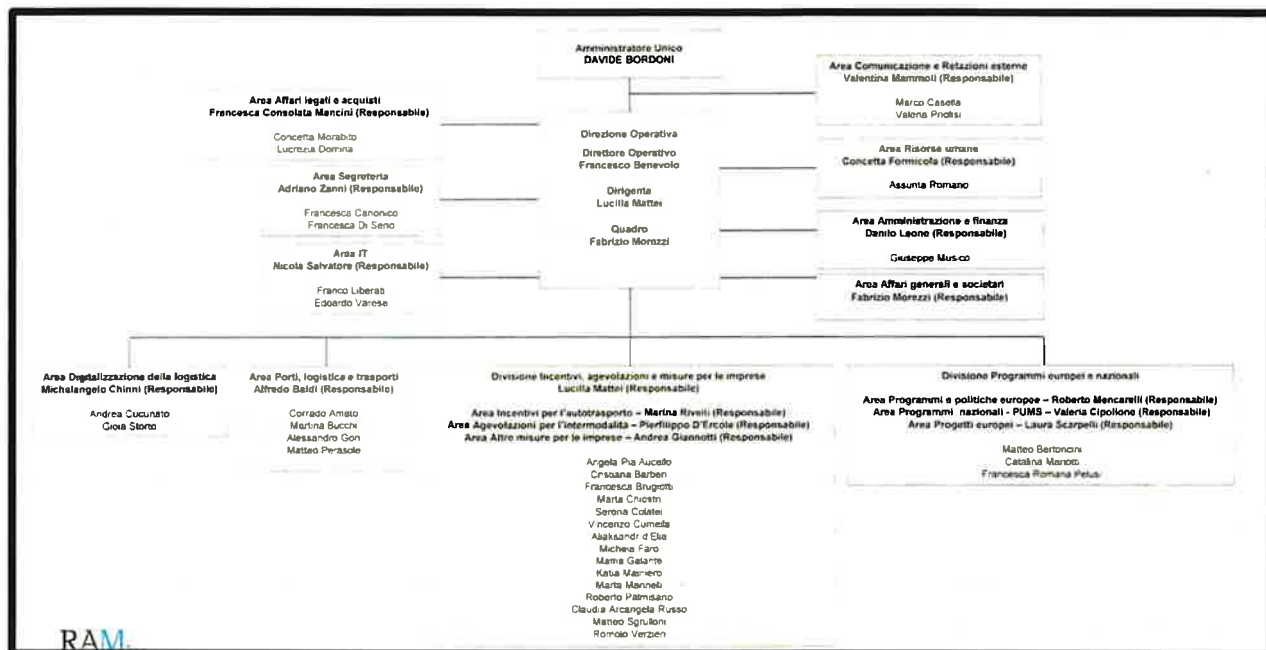 Amministratore Unico
DAVIDE BORDONI
Area Comunicazione e Relazioni esterne
Valentina Mammoli (Responsabile)
Marco Casella
Valeria
Area Affari legali e acquisti
Francesca Consolata Mancini (Responsabile)
Concetta Morabito
Lucrezia Domina
Direzione Operativa
Direttore Operativo
Francesco Benevolo
Dirigente
Lucilla Mattei
Quadro
Fabrizio Morozzi
Area Risorse umane
Concetta Formicola (Responsabile)
Assunta Romano
Area Segreteria
Adriano Zanni (Responsabile)
Francesca Canonico
Francesca Di Seno
Area Amministrazione e finanza
Danilo Leone (Responsabile)
Giuseppe Musico
Area IT
Nicola Salvatore (Responsabile)
Franco Liberati
Edoardo Varese
Area Affari generali e societari
Fabrizio Morozzi (Responsabile)
Area Digitalizzazione della logistica
Michelangelo Chinni (Responsabile)
Andrea Cucunato
Gioia Storto
Area Porti, logistica e trasporti
Alfredo Baldi (Responsabile)
Corrado Amato
Martina Bucchi
Alessandro Gori
Matteo Perasole
Divisione Incentivi, agevolazioni e misure per le imprese
Lucilla Mattei (Responsabile)
Area Incentivi per l'autotrasporto – Marina Rivelli (Responsabile)
Area Agevolazioni per l'intermodalità – Pierfilippo D'Ercole (Responsabile)
Area Altre misure per le imprese – Andrea Giannotti (Responsabile)
Angela Pia Aucello
Cristiana Barberi
Francesca Brugiotti
Marta Chiostri
Serena Colatei
Vincenzo Cumella
Aliaksandr d'Elia
Michela Faro
Mattia Galante
Katia Mainiero
Marta Mannelli
Roberto Palmisano
Claudia Arcangela Russo
Matteo Sgrulloni
Romolo Verzieri
Divisione Programmi europei e nazionali
Area Programmi e politiche europee – Roberto Mencarelli (Responsabile)
Area Programmi nazionali - PUMS – Valeria Cipollone (Responsabile)
Area Progetti europei – Laura Scarpelli (Responsabile)
Matteo Bertoncini
Catalina
Francesca Romana Pelusi
RAM